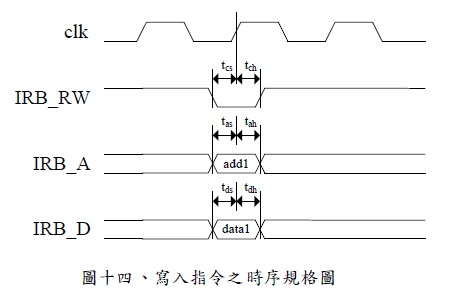 clk
tcs tch
IRB_RW
tas tah
IRB_A add1
tds tdh
IRB_D data1
圖十四、寫入指令之時序規格圖